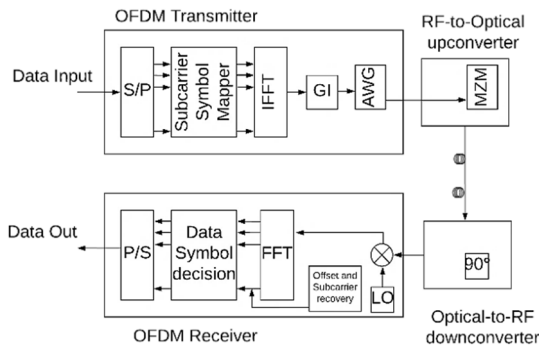 OFDM Transmitter
RF-to-Optical
upconverter
Data Input
S/P
Subcarrier
Symbol
Mapper
IFFT
GI
AWG
MZM
Data Out
P/S
Data
Symbol
decision
FFT
Offset and
Subcarrier
recovery
LO
90°
OFDM Receiver
Optical-to-RF
downconverter